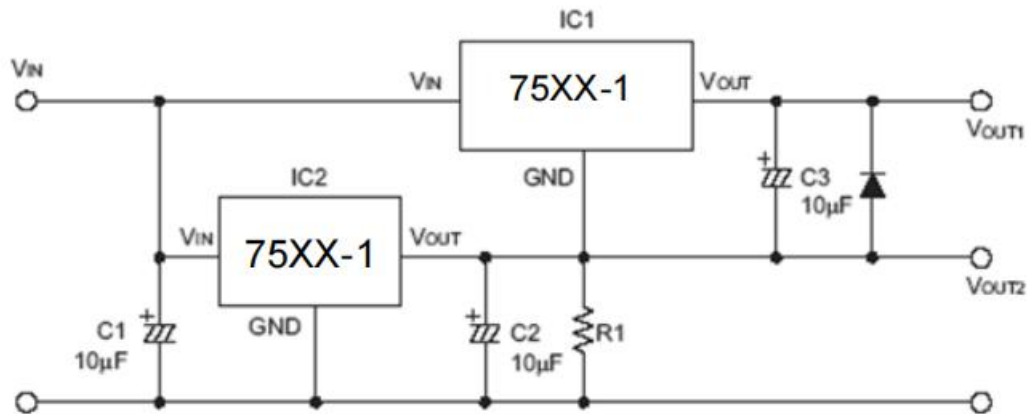 IC1
VIN
VIN
75XX-1
VOUT
VOUT1
GND
C3
10μF
IC2
VIN
75XX-1
VOUT
VOUT2
GND
C1
10μF
C2
10μF
R1